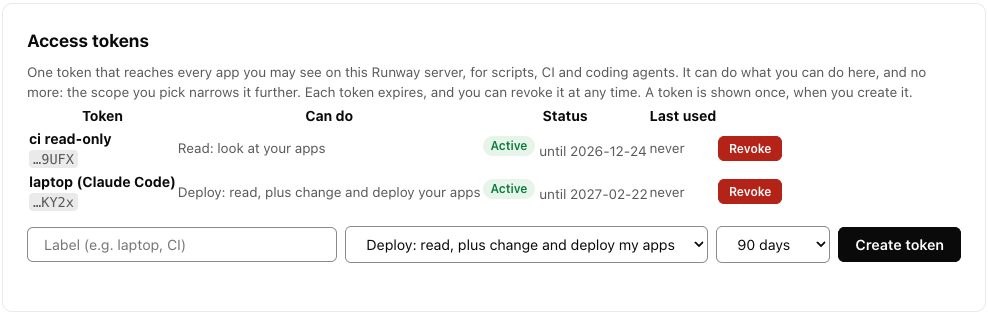 Access tokens
One token that reaches every app you may see on this Runway server, for scripts, CI and coding agents. It can do what you can do here, and no
more: the scope you pick narrows it further. Each token expires, and you can revoke it at any time. A token is shown once, when you create it.
Token Can do Status Last used
ci read-only
…9UFX
Read: look at your apps Active until 2026-12-24 never Revoke
laptop (Claude Code)
…KY2x
Deploy: read, plus change and deploy your apps Active until 2027-02-22 never Revoke
Label (e.g. laptop, CI) Deploy: read, plus change and deploy my apps 90 days Create token